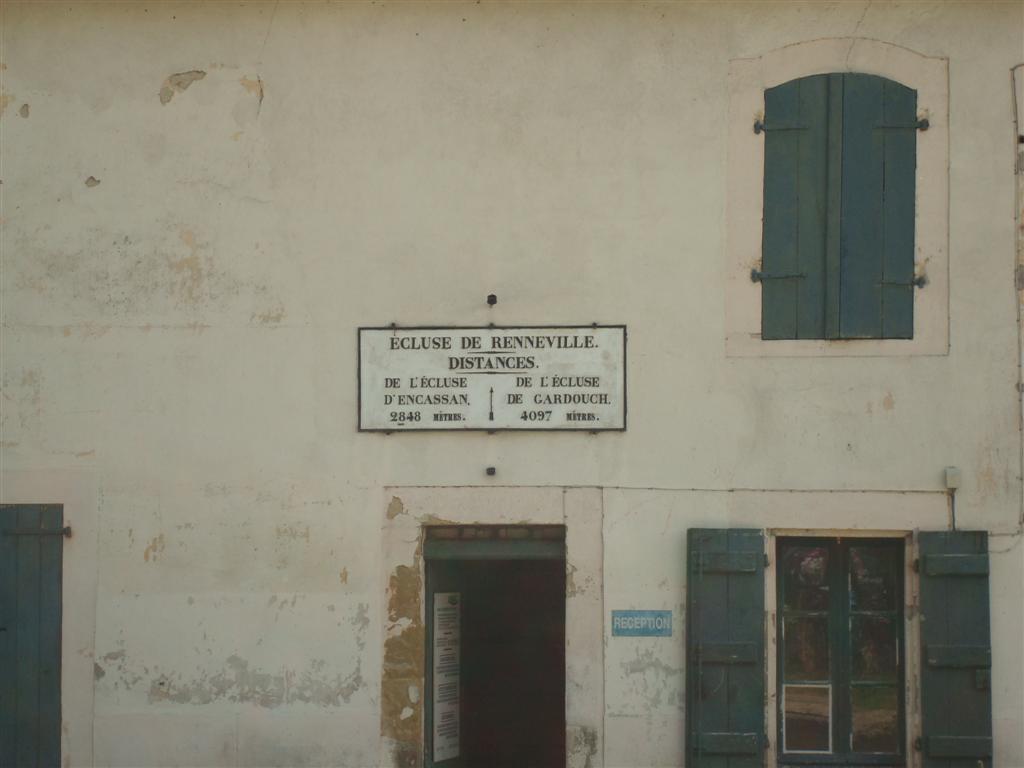 ÉCLUSE DE RENNEVILLE.
DISTANCES.
DE L'ÉCLUSE
D'ENCASSAN,
2848 MÈTRES.
DE L'ÉCLUSE
DE GARDOUCH,
4097 MÈTRES.
RECEPTION